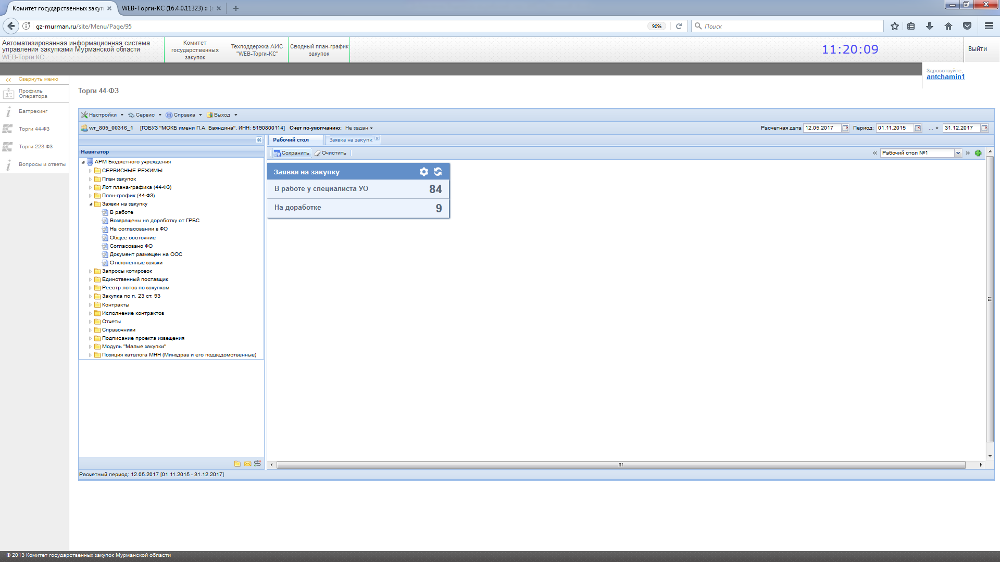 Комитет государственных закуп
WEB-Торги-КС (16.4.0.11323) :: (
gz-murman.ru/site/Menu/Page/95
90%
Поиск
Автоматизированная информационная система
управления закупками Мурманской области
WEB-Торги КС
Комитет
государственных
закупок
Техподдержка АИС
"WEB-Торги-КС"
Сводный план-график
закупок
11:20:09
Выйти
Здравствуйте,
antchamin1
Свернуть меню
Профиль
Оператора
Багтрекинг
Торги 44-ФЗ
Торги 223-ФЗ
Вопросы и ответы
Торги 44-ФЗ
Настройки Сервис Справка Выход
wr_805_00316_1 [ГОБУЗ "МОКБ имени П.А. Баяндина", ИНН: 5190800114] Счет по-умолчанию: Не задан
Расчетная дата 12.05.2017 Период: 01.11.2015 ... 31.12.2017
Рабочий стол Заявка на закупк
Навигатор
Сохранить Очистить
Рабочий стол №1
АРМ Бюджетного учреждения
СЕРВИСНЫЕ РЕЖИМЫ
План закупок
Лот плана-графика (44-ФЗ)
План-график (44-ФЗ)
Заявки на закупку
В работе
Возвращены на доработку от ГРБС
На согласовании в ФО
Общее состояние
Согласовано ФО
Документ размещен на ООС
Отклоненные заявки
Запросы котировок
Единственный поставщик
Реестр лотов по закупкам
Закупка по п. 23 ст. 93
Контракты
Исполнение контрактов
Отчеты
Справочники
Подписание проекта извещения
Модуль "Малые закупки"
Позиция каталога МНН (Минздрав и его подведомственные)
Заявки на закупку
В работе у специалиста УО 84
На доработке 9
Расчетный период: 12.05.2017 [01.11.2015 - 31.12.2017]
© 2013 Комитет государственных закупок Мурманской области